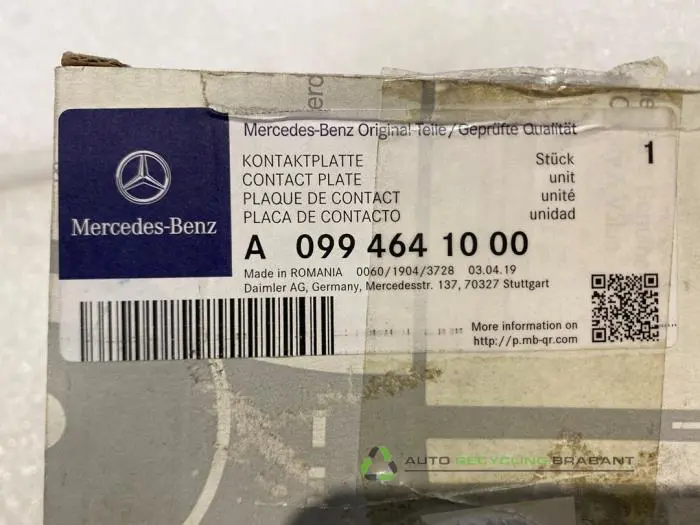 Mercedes-Benz Original Teile/Geprüfte Qualität
KONTAKTPLATTE Stück 1
CONTACT PLATE unit
PLAQUE DE CONTACT unité
PLACA DE CONTACTO unidad
Mercedes-Benz
A 099 464 10 00
Made in ROMANIA 0060/1904/3728 03.04.19
Daimler AG, Germany, Mercedesstr. 137, 70327 Stuttgart
More information on
http://p.mb-qr.com
AUTO RECYCLING BRABANT